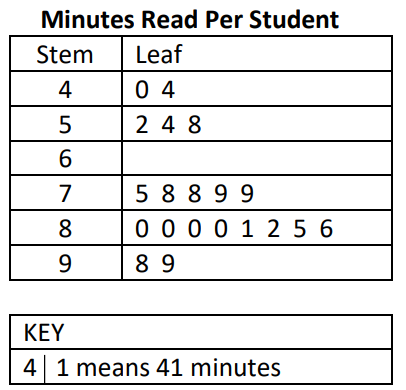 Minutes Read Per Student
Stem Leaf
4 0 4
5 2 4 8
6
7 5 8 8 9 9
8 0 0 0 0 1 2 5 6
9 8 9
KEY
4| 1 means 41 minutes